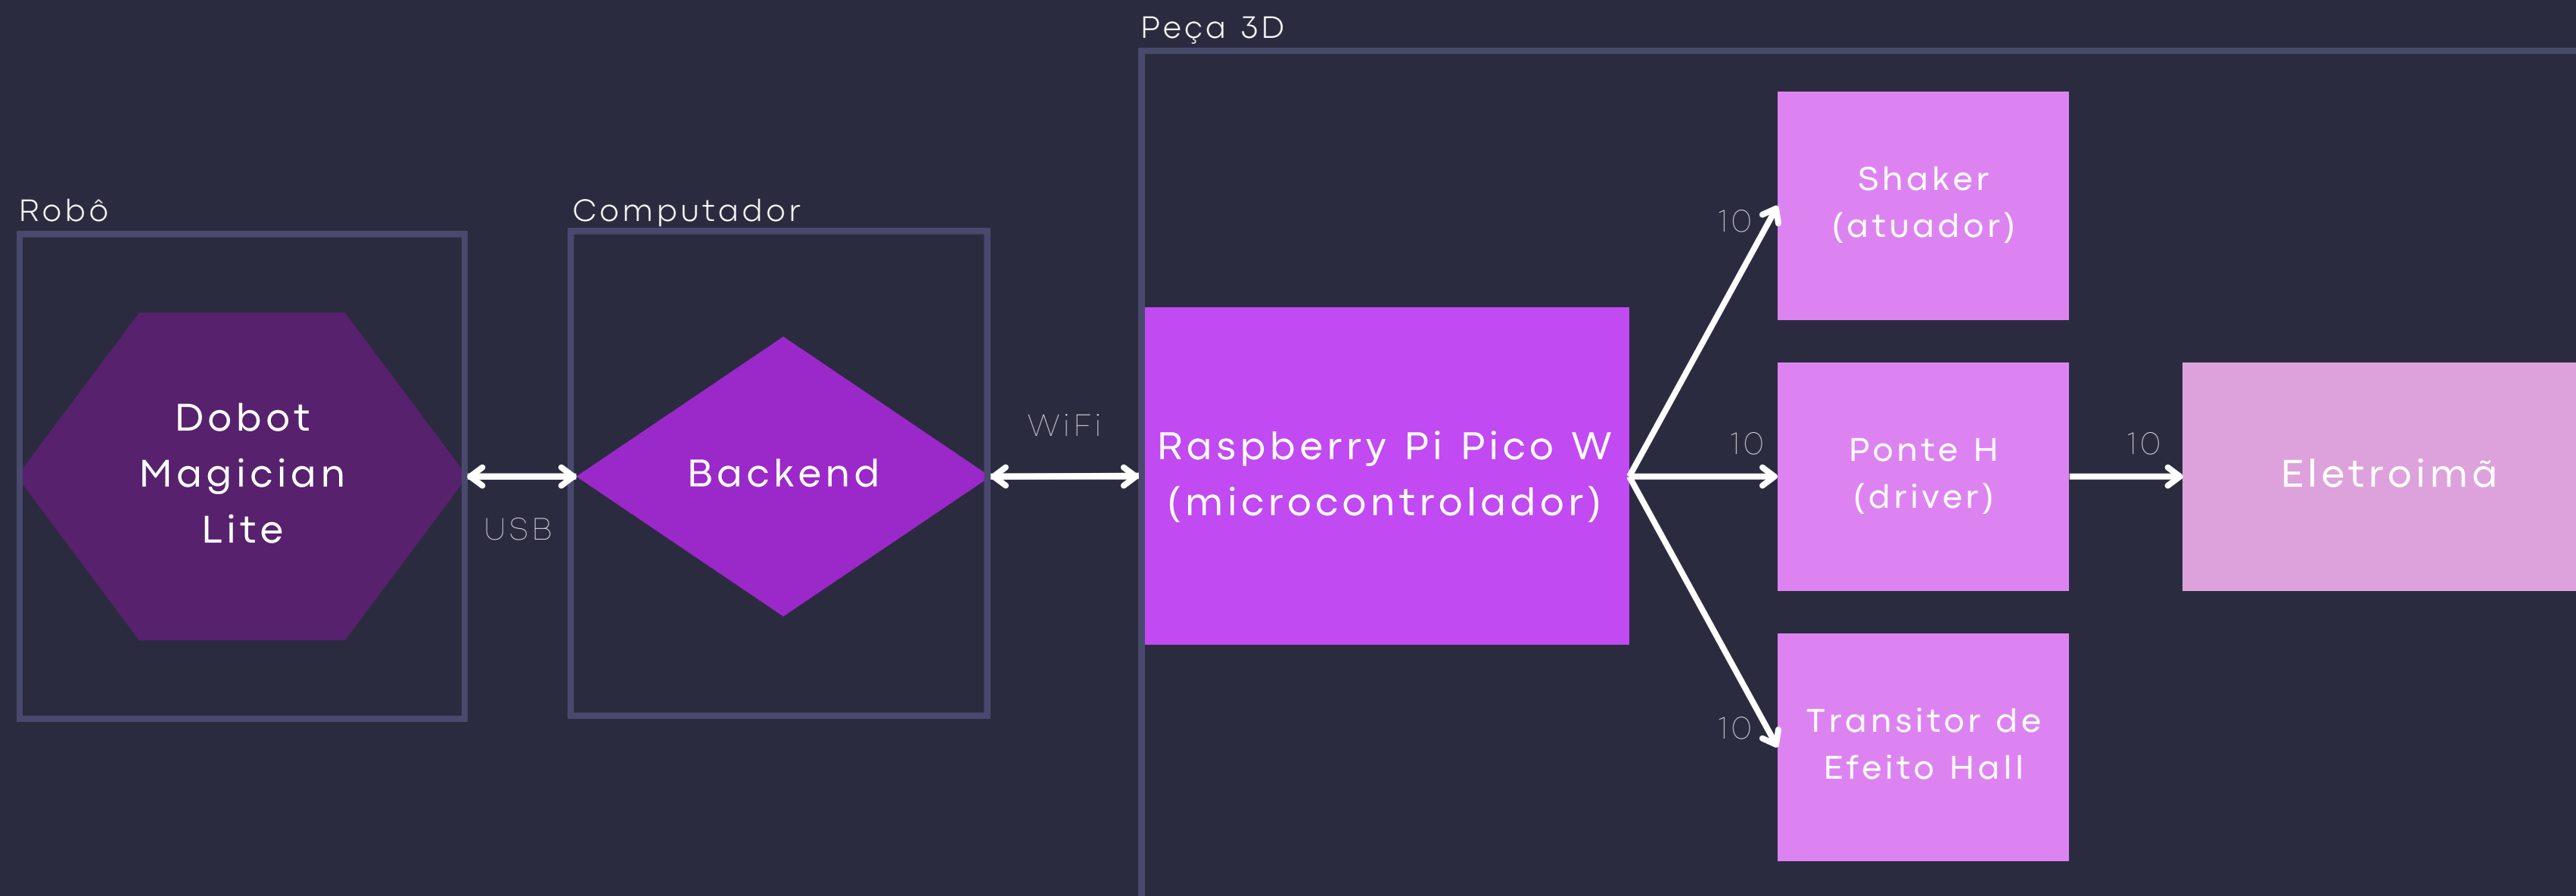 Robô
Dobot
Magician
Lite
USB
Computador
Backend
WiFi
Peça 3D
Raspberry Pi Pico W
(microcontrolador)
10
Shaker
(atuador)
10
Ponte H
(driver)
10
Eletroimã
10
Transitor de
Efeito Hall